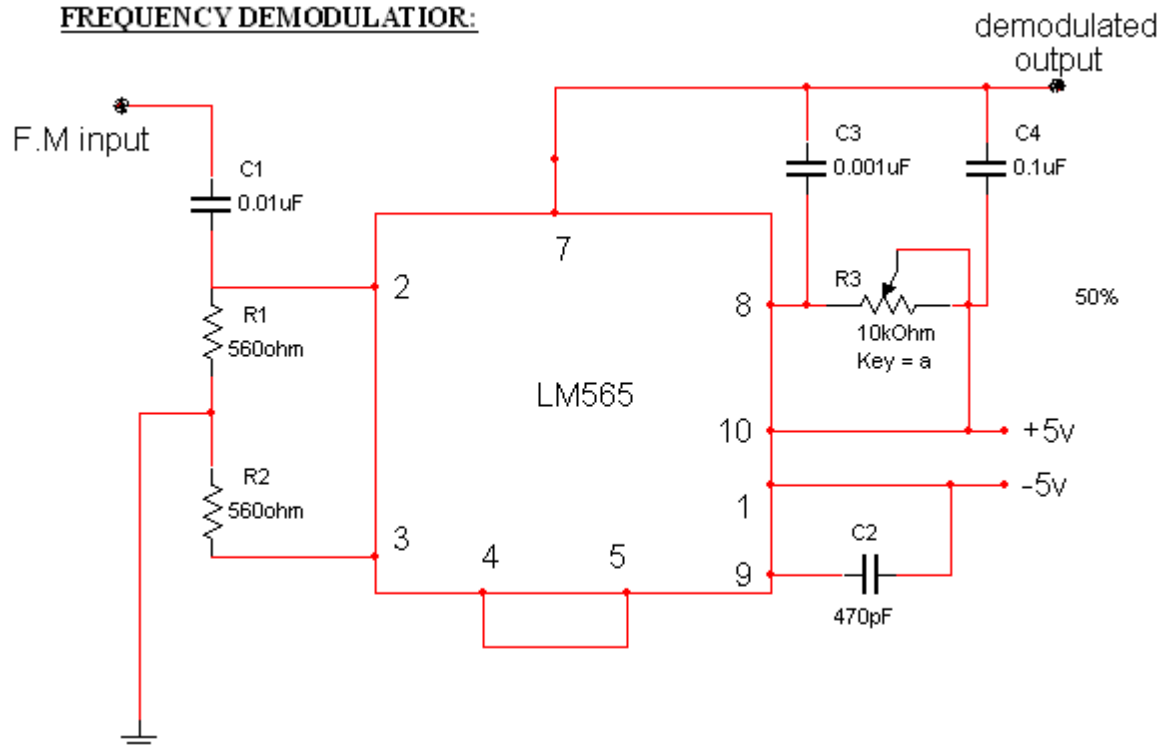 FREQUENCY DEMODULATIOR:
demodulated
output
F.M input
C1
0.01uF
C3
0.001uF
C4
0.1uF
7
2
8
R3
10kOhm
Key = a
50%
R1
560ohm
LM565
10
+5v
-5v
1
R2
560ohm
3
4
5
9
C2
470pF